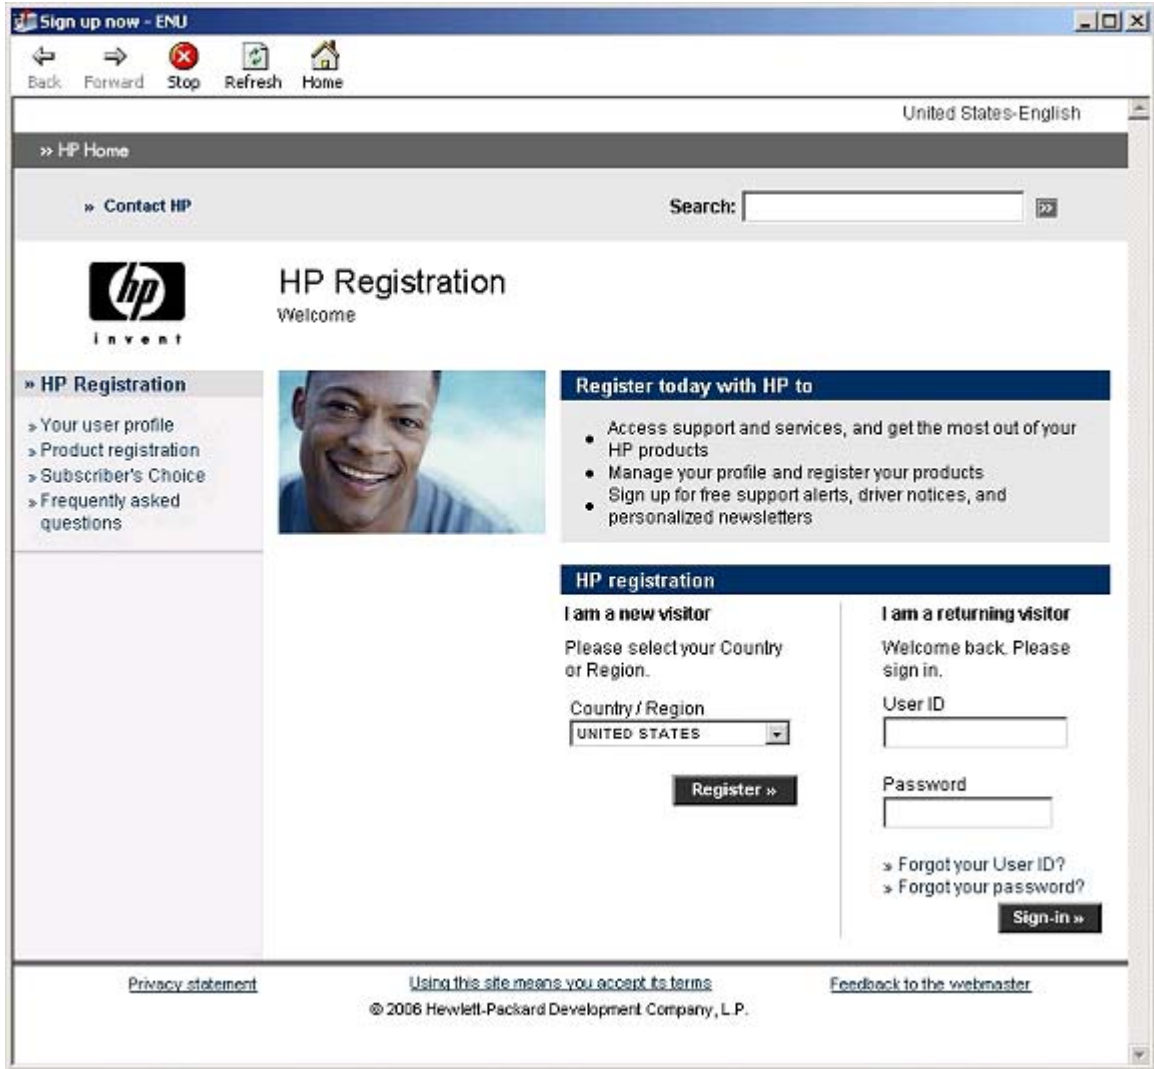 Sign up now - ENU
Back Forward Stop Refresh Home
United States-English
» HP Home
» Contact HP
Search:
»
hp
invent
HP Registration
Welcome
» HP Registration
» Your user profile
» Product registration
» Subscriber's Choice
» Frequently asked
questions
Register today with HP to
• Access support and services, and get the most out of your
HP products
• Manage your profile and register your products
• Sign up for free support alerts, driver notices, and
personalized newsletters
HP registration
I am a new visitor
Please select your Country
or Region.
Country / Region
UNITED STATES
Register »
I am a returning visitor
Welcome back. Please
sign in.
User ID
Password
» Forgot your User ID?
» Forgot your password?
Sign-in »
Privacy statement
Using this site means you accept its terms
Feedback to the webmaster
© 2006 Hewlett-Packard Development Company, L.P.